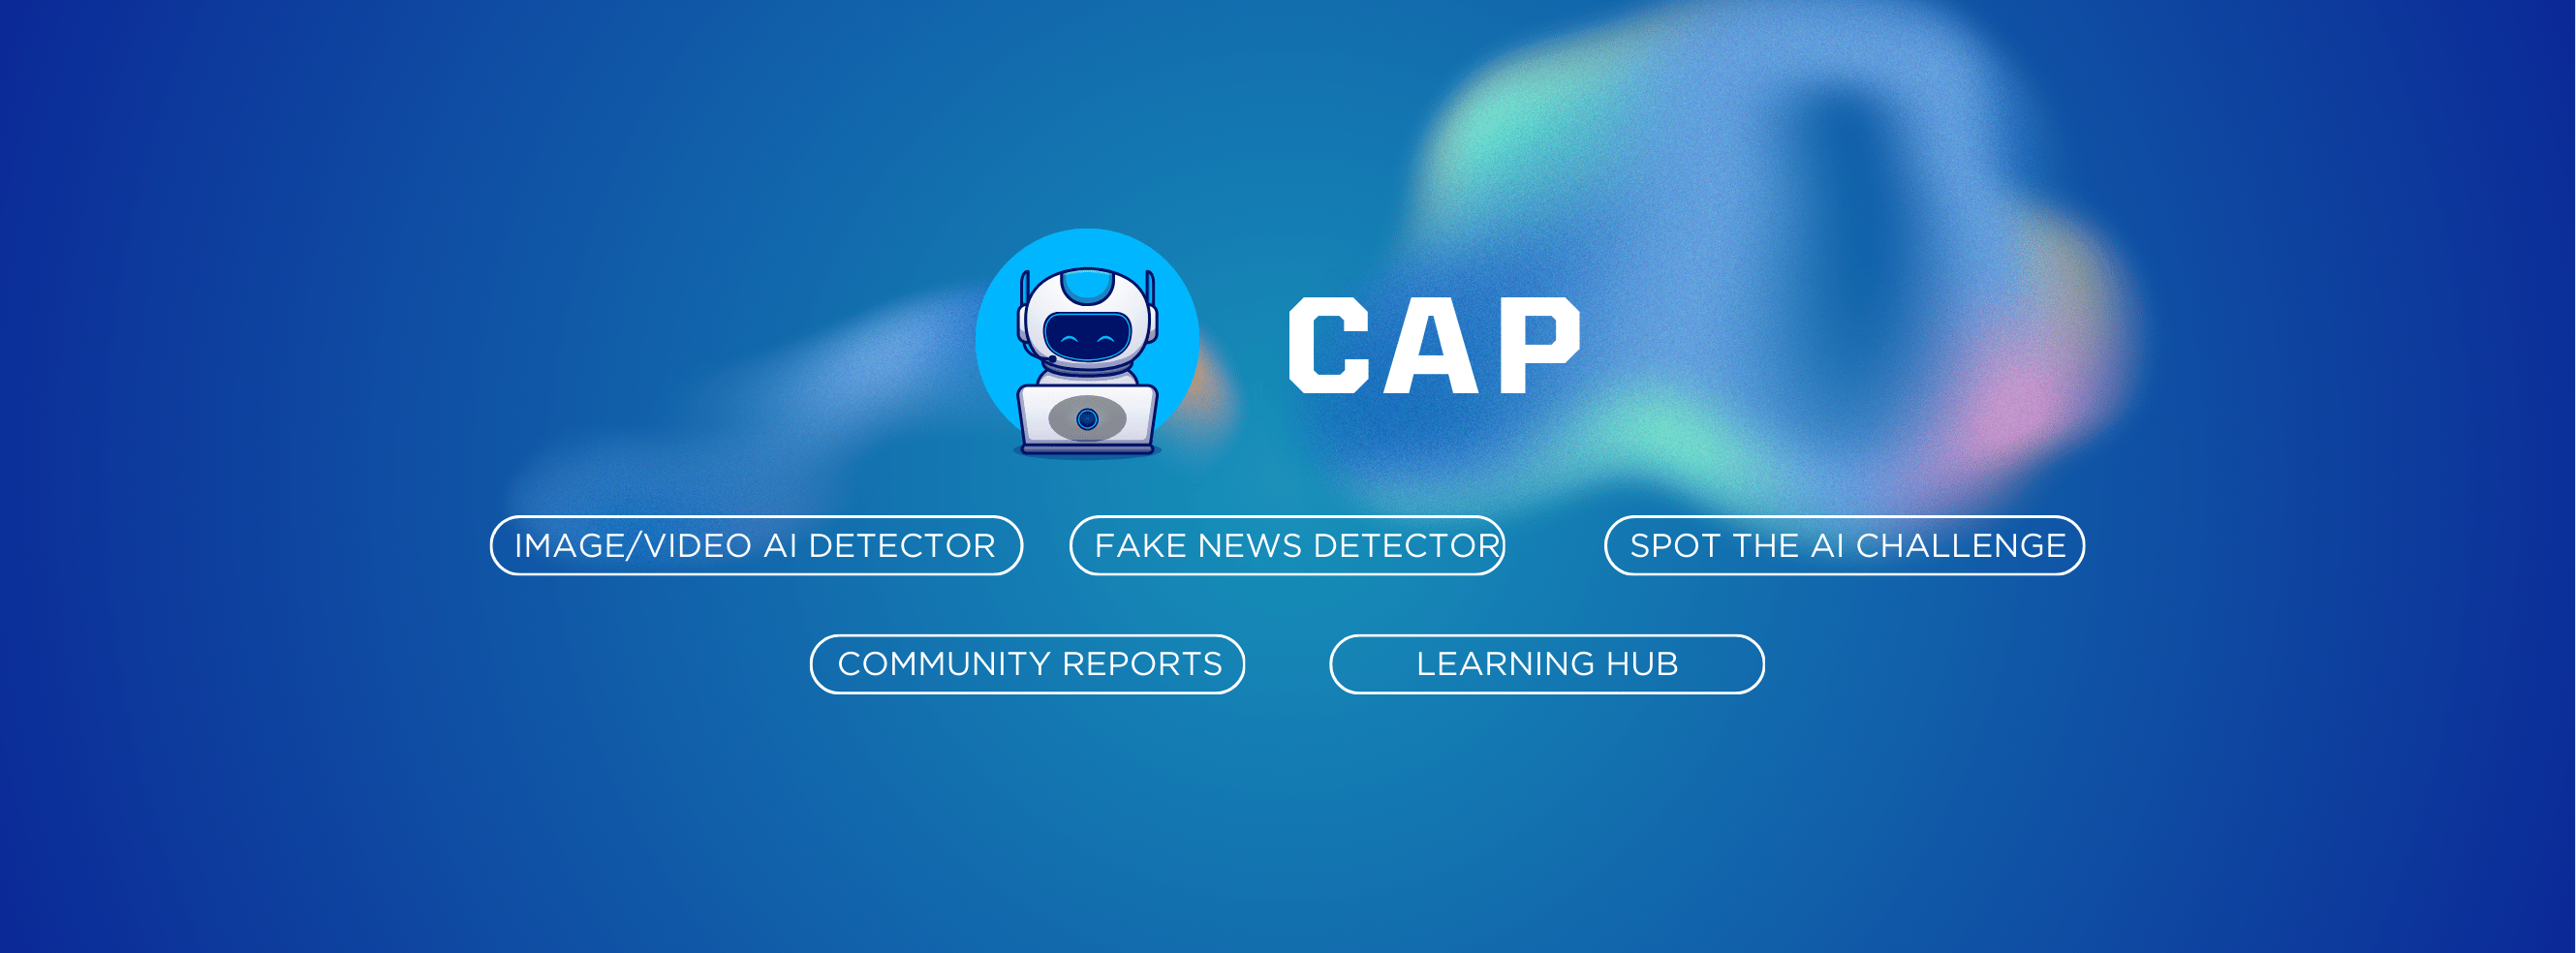 CAP
IMAGE/VIDEO AI DETECTOR
FAKE NEWS DETECTOR
SPOT THE AI CHALLENGE
COMMUNITY REPORTS
LEARNING HUB